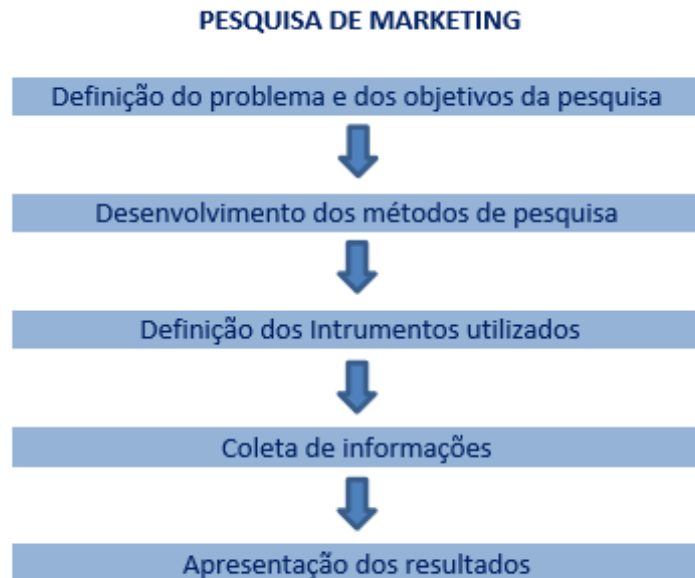 PESQUISA DE MARKETING
Definição do problema e dos objetivos da pesquisa
Desenvolvimento dos métodos de pesquisa
Definição dos Intrumentos utilizados
Coleta de informações
Apresentação dos resultados